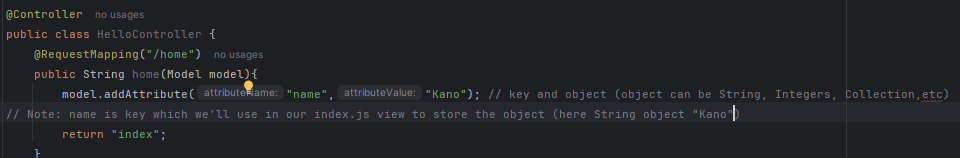 @Controller no usages
public class HelloController {
@RequestMapping("/home") no usages
public String home(Model model){
model.addAttribute( attributeName: "name", attributeValue: "Kano"); // key and object (object can be String, Integers, Collection,etc)
// Note: name is key which we'll use in our index.js view to store the object (here String object "Kano")
return "index";
}